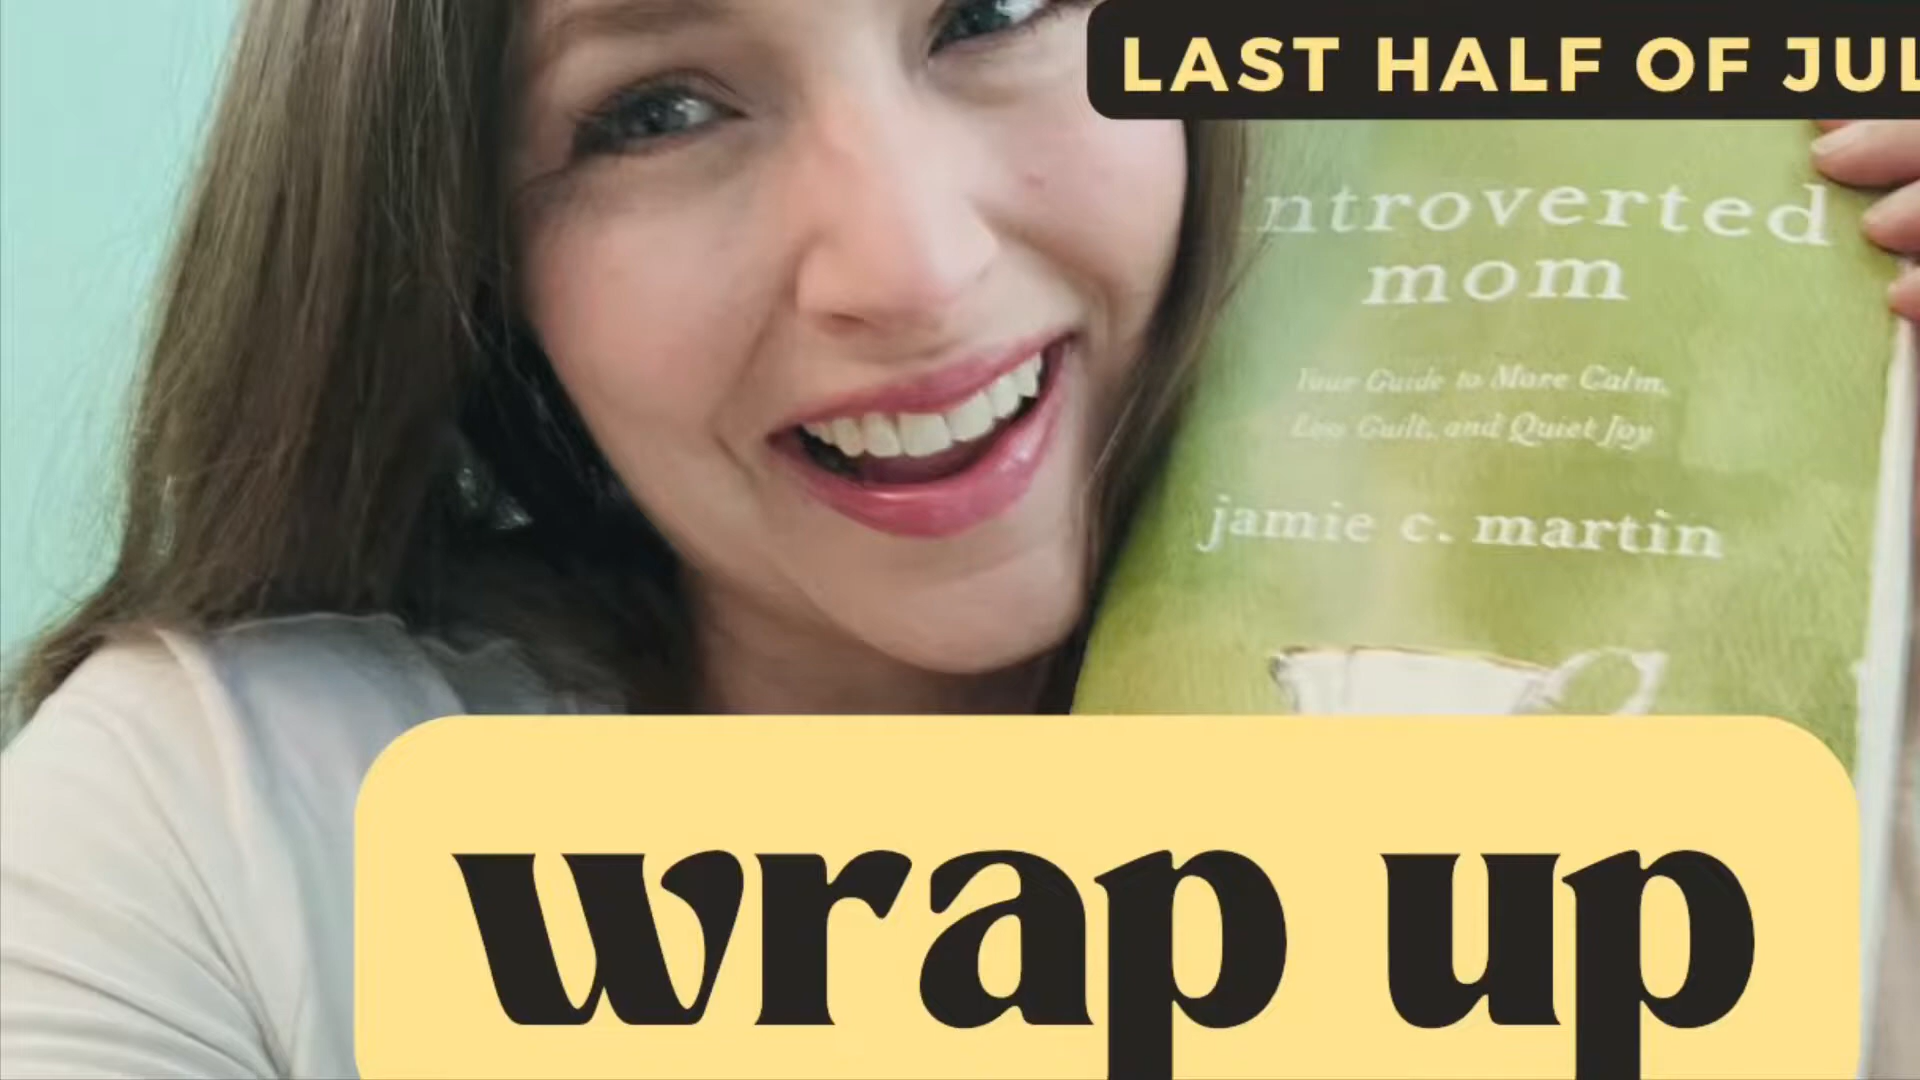 LAST HALF OF JUL
ntroverted
mom
Your Guide to More Calm,
Less Guilt, and Quiet Joy
jamie c. martin
wrap up